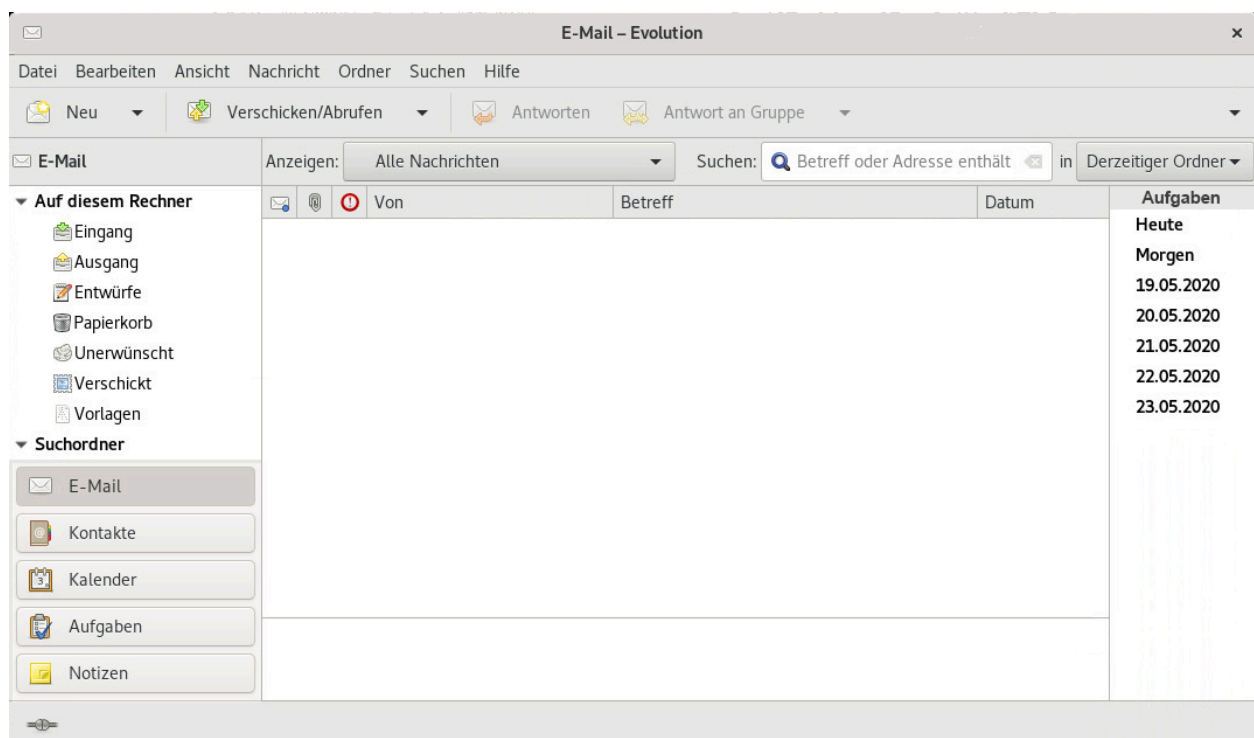 E-Mail – Evolution ×
Datei Bearbeiten Ansicht Nachricht Ordner Suchen Hilfe
Neu Verschicken/Abrufen Antworten Antwort an Gruppe
E-Mail
Anzeigen: Alle Nachrichten Suchen: Betreff oder Adresse enthält in Derzeitiger Ordner
Auf diesem Rechner
Eingang
Ausgang
Entwürfe
Papierkorb
Unerwünscht
Verschickt
Vorlagen
Suchordner
E-Mail
Kontakte
Kalender
Aufgaben
Notizen
Von Betreff Datum
Aufgaben
Heute
Morgen
19.05.2020
20.05.2020
21.05.2020
22.05.2020
23.05.2020